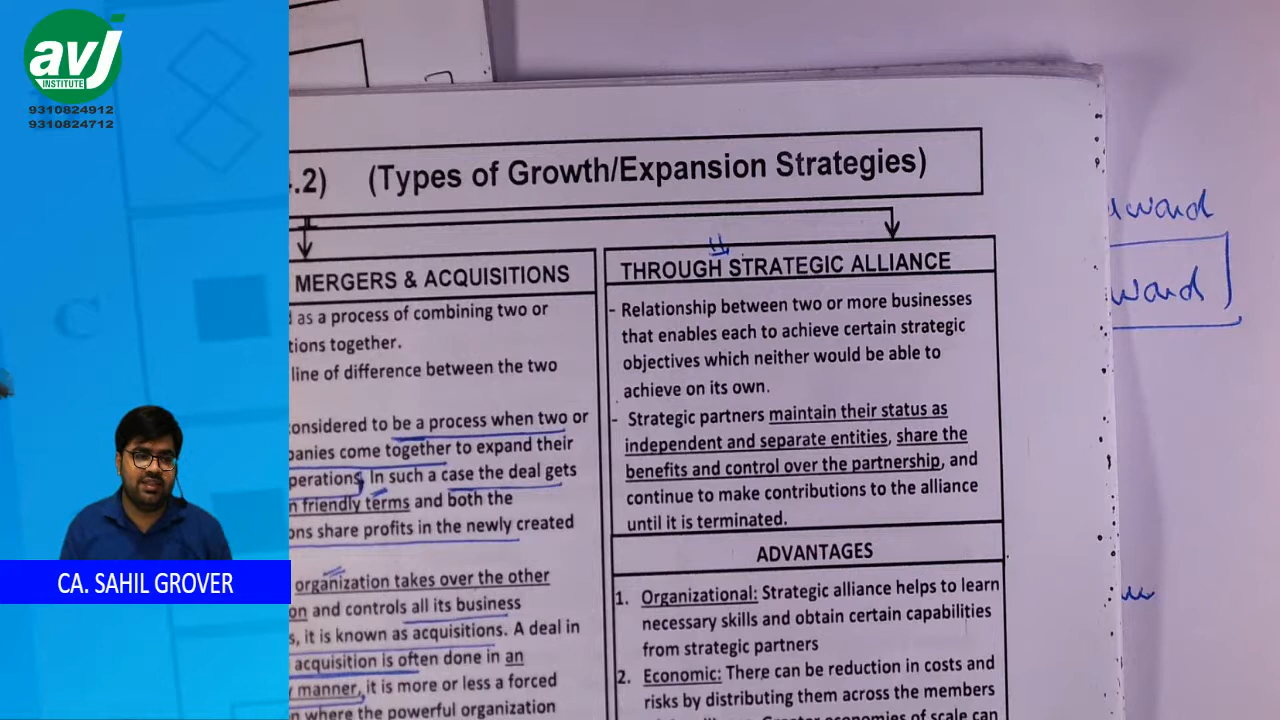 avj
INSTITUTE
9310824912
9310824712
CA. SAHIL GROVER
.2) (Types of Growth/Expansion Strategies)
MERGERS & ACQUISITIONS
as a process of combining two or
tions together.
line of difference between the two
onsidered to be a process when two or
panies come together to expand their
perations, In such a case the deal gets
n friendly terms and both the
ons share profits in the newly created
organization takes over the other
on and controls all its business
s, it is known as acquisitions. A deal in
acquisition is often done in an
manner, it is more or less a forced
n where the powerful organization
THROUGH STRATEGIC ALLIANCE
- Relationship between two or more businesses
that enables each to achieve certain strategic
objectives which neither would be able to
achieve on its own.
- Strategic partners maintain their status as
independent and separate entities, share the
benefits and control over the partnership, and
continue to make contributions to the alliance
until it is terminated.
ADVANTAGES
1. Organizational: Strategic alliance helps to learn
necessary skills and obtain certain capabilities
from strategic partners
2. Economic: There can be reduction in costs and
risks by distributing them across the members
economies of scale can
ward
ward